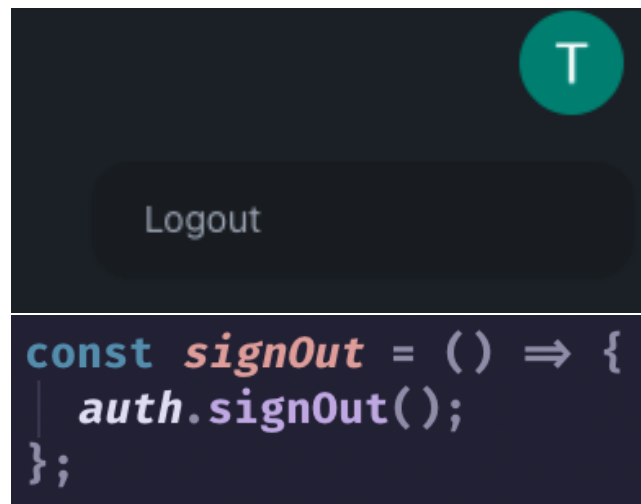 T
Logout
const signOut = () => {
auth.signOut();
};